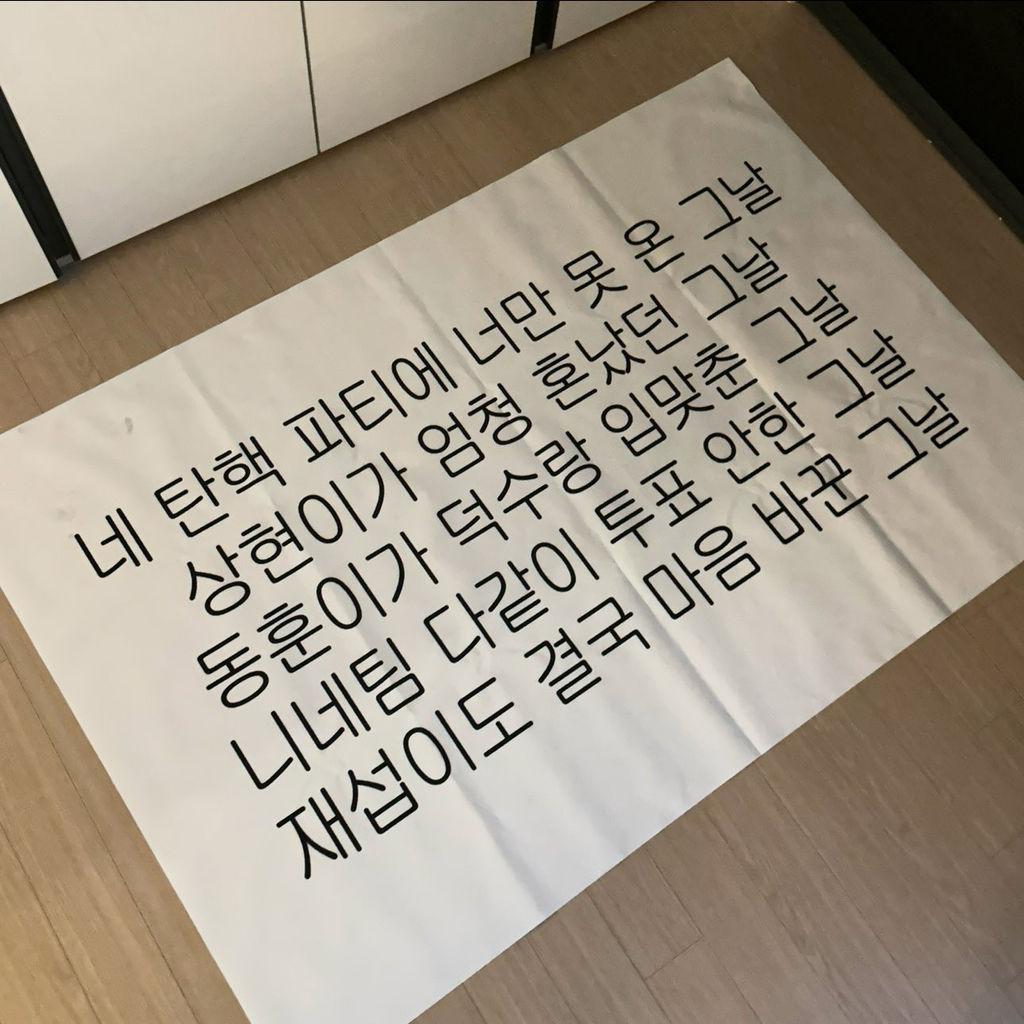 네 탄핵 파티에 너만 못 온 그날
상현이가 엄청 혼났던 그날
동훈이가 덕수랑 입맞춘 그날
니네팀 다같이 투표 안한 그날
재섭이도 결국 마음 바꾼 그날